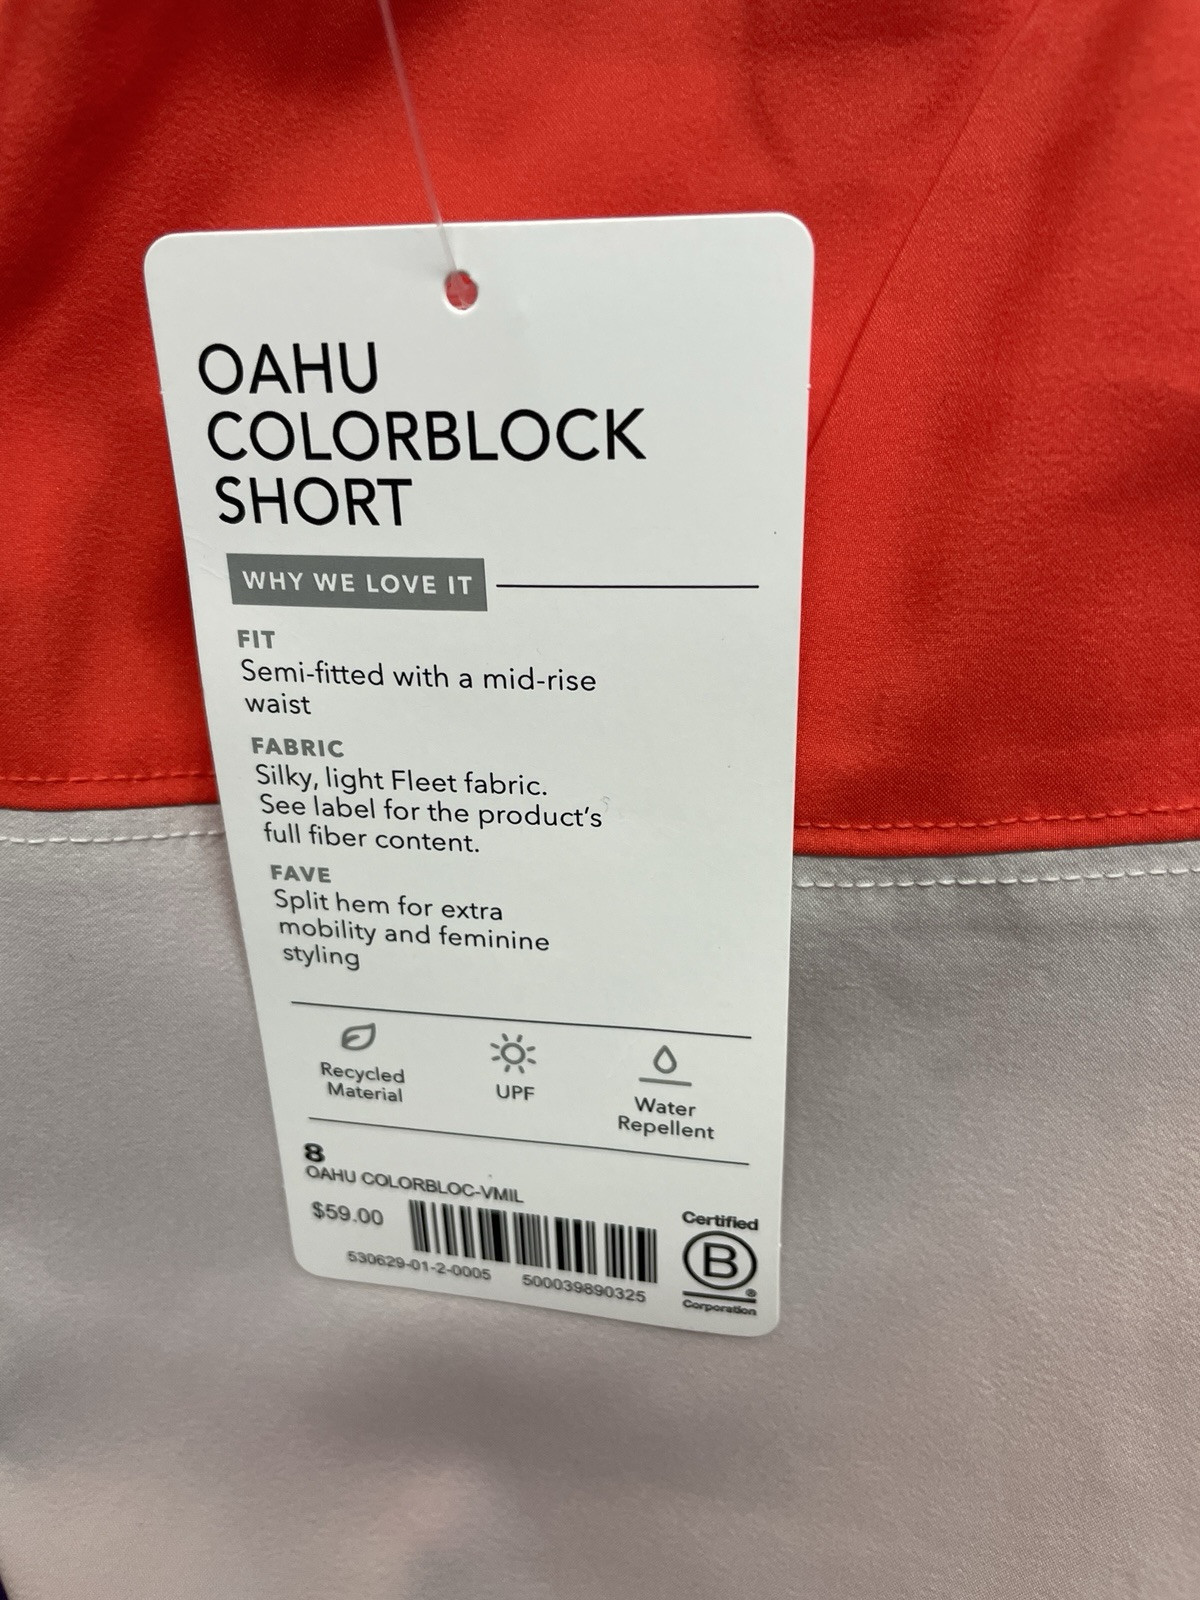 OAHU
COLORBLOCK
SHORT
WHY WE LOVE IT
FIT
Semi-fitted with a mid-rise
waist
FABRIC
Silky, light Fleet fabric.
See label for the product's
full fiber content.
FAVE
Split hem for extra
mobility and feminine
styling
Recycled
Material
UPF
Water
Repellent
8
OAHU COLORBLOC-VMIL
$59.00
530629-01-2-0005 500039890325
Certified
B
®
Corporation